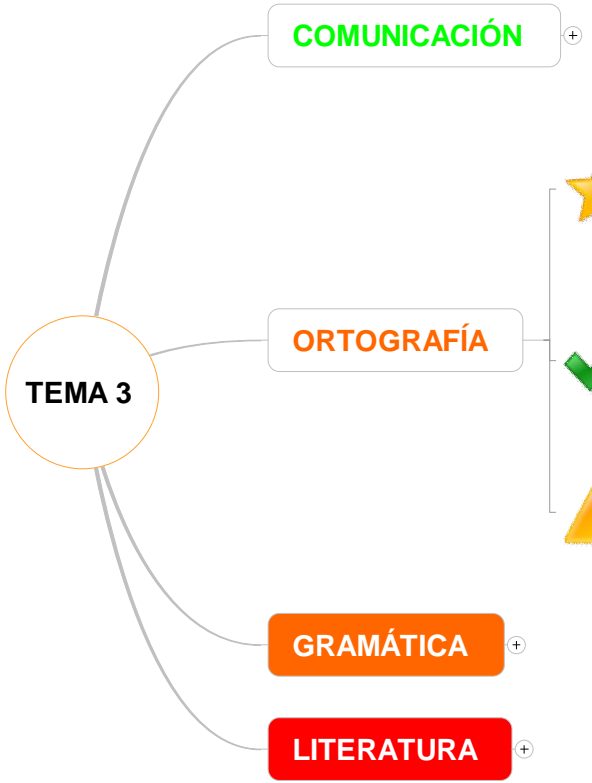 COMUNICACIÓN
ORTOGRAFÍA
TEMA 3
GRAMÁTICA
LITERATURA